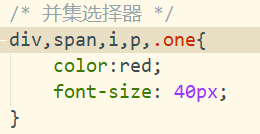 /* 并集选择器 */
div,span,i,p,.one{
    color:red;
    font-size: 40px;
}